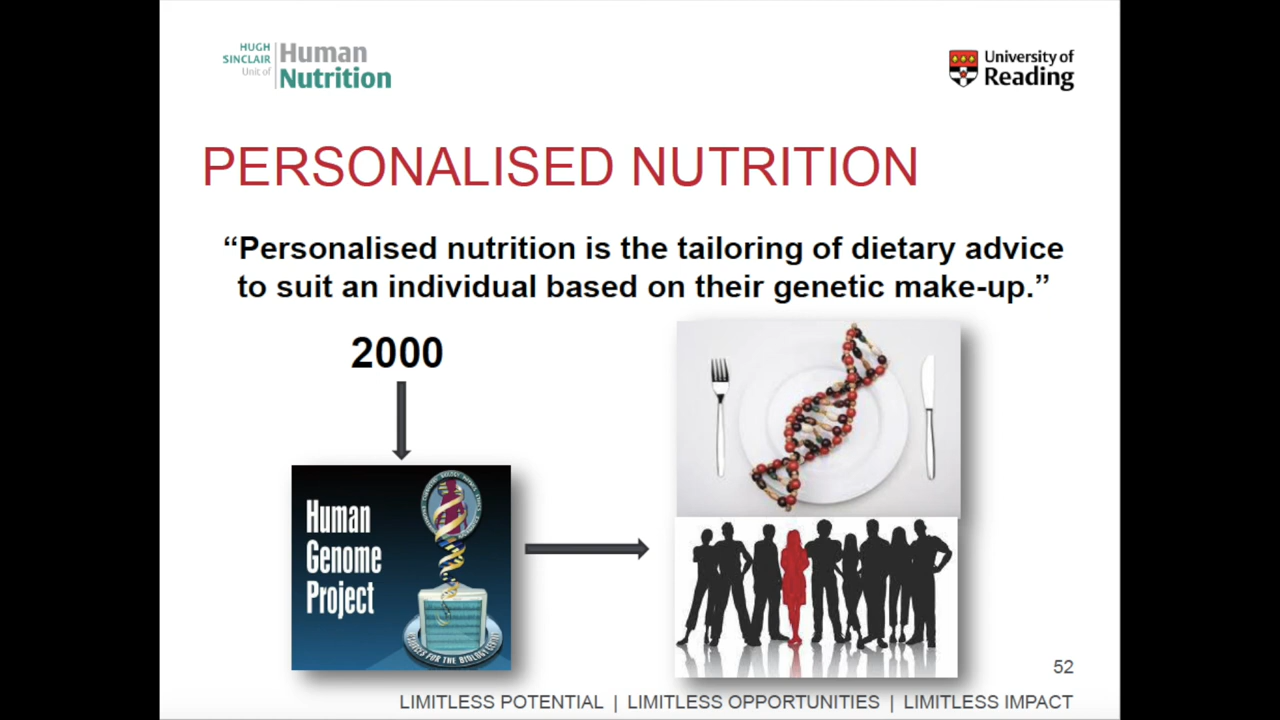 HUGH
SINCLAIR
Unit of
Human
Nutrition
University of
Reading
PERSONALISED NUTRITION
“Personalised nutrition is the tailoring of dietary advice
to suit an individual based on their genetic make-up.”
2000
Human
Genome
Project
52
LIMITLESS POTENTIAL | LIMITLESS OPPORTUNITIES | LIMITLESS IMPACT